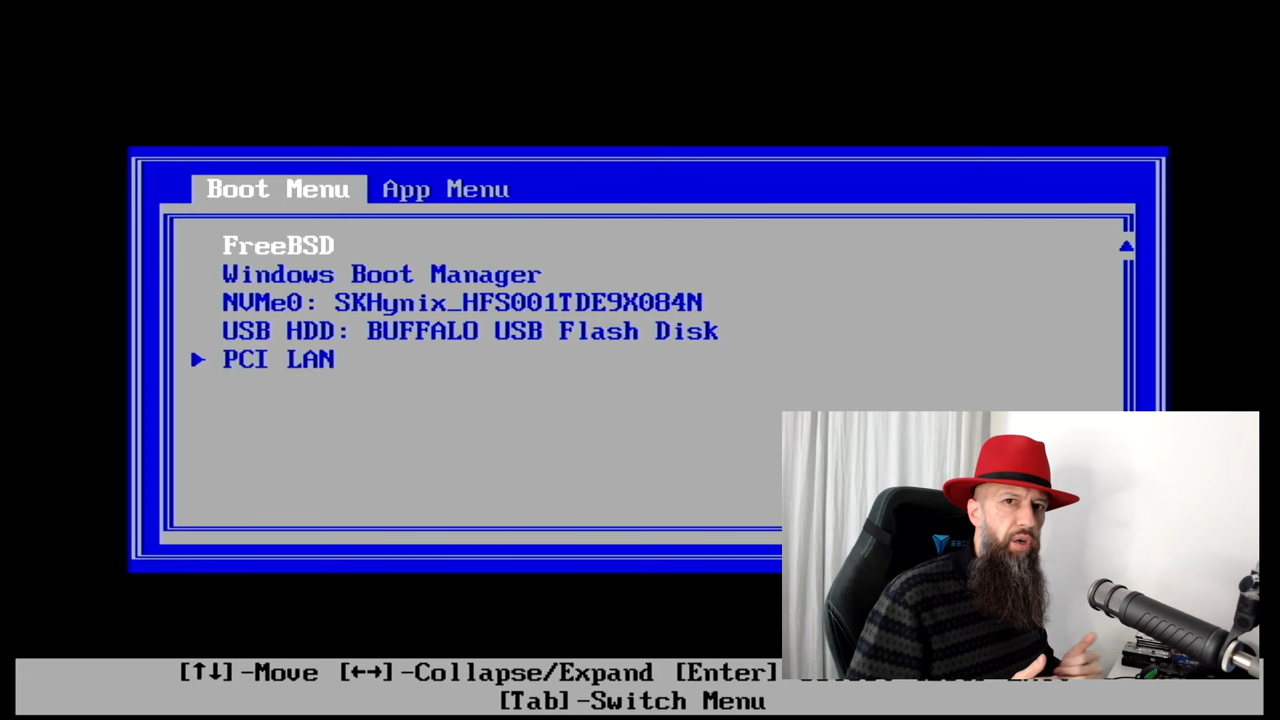 Boot Menu App Menu
FreeBSD
Windows Boot Manager
NVMe0: SKHynix_HFS001TDE9X084N
USB HDD: BUFFALO USB Flash Disk
PCI LAN
[↑↓]-Move [←→]-Collapse/Expand [Enter]
[Tab]-Switch Menu